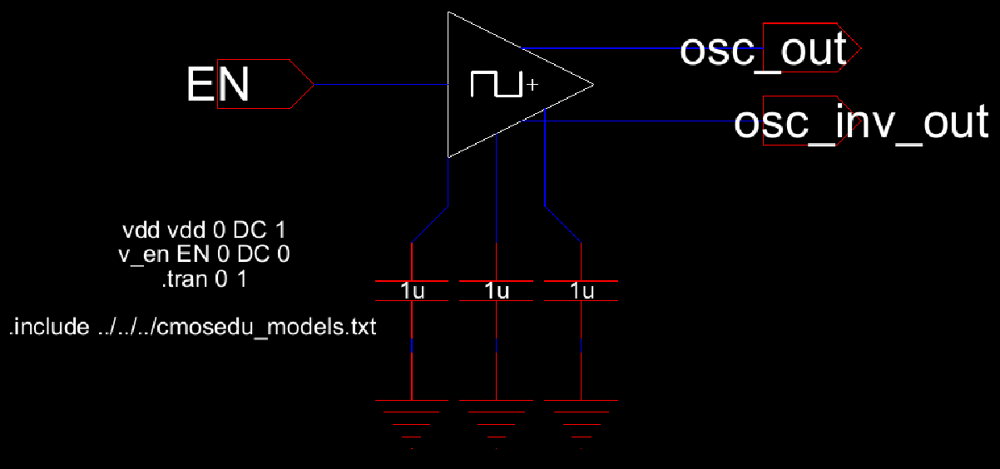 osc_out
EN
osc_inv_out
vdd vdd 0 DC 1
v_en EN 0 DC 0
.tran 0 1
1u 1u 1u
.include ../../../cmosedu_models.txt